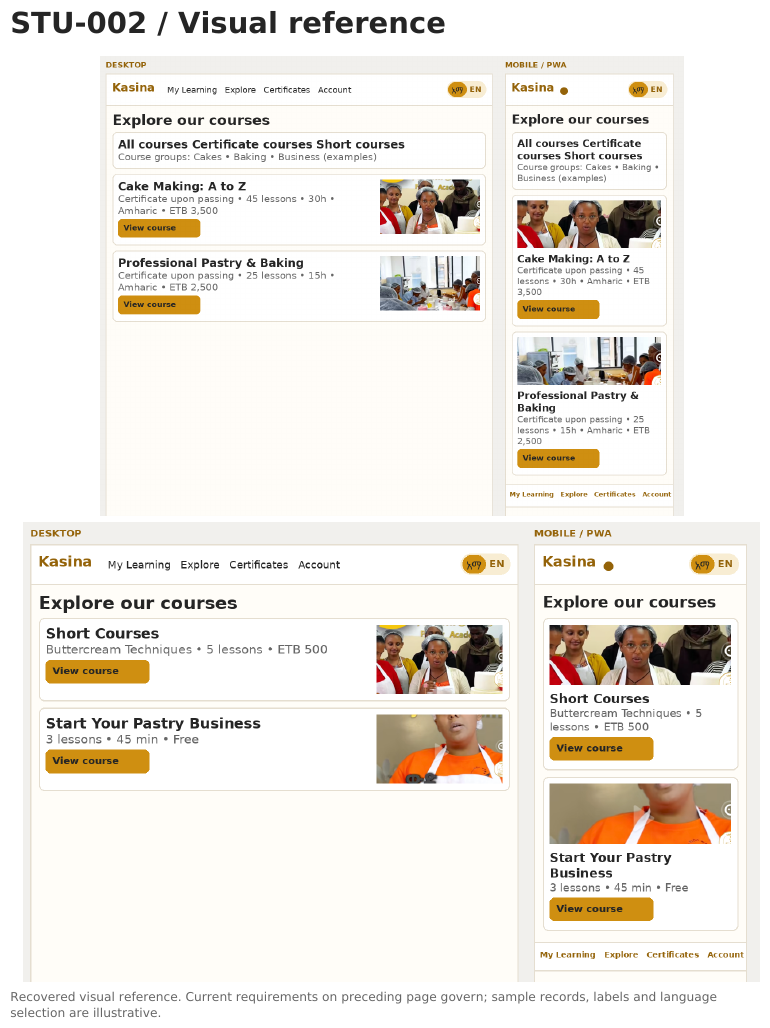 STU-002 / Visual reference
DESKTOP
Kasina
My Learning Explore Certificates Account
አማ EN
Explore our courses
All courses Certificate courses Short courses
Course groups: Cakes • Baking • Business (examples)
Cake Making: A to Z
Certificate upon passing • 45 lessons • 30h •
Amharic • ETB 3,500
View course
Professional Pastry & Baking
Certificate upon passing • 25 lessons • 15h •
Amharic • ETB 2,500
View course
MOBILE / PWA
Kasina
አማ EN
Explore our courses
All courses Certificate
courses Short courses
Course groups: Cakes • Baking •
Business (examples)
Cake Making: A to Z
Certificate upon passing • 45
lessons • 30h • Amharic • ETB
3,500
View course
Professional Pastry &
Baking
Certificate upon passing • 25
lessons • 15h • Amharic • ETB
2,500
View course
My Learning Explore Certificates Account
DESKTOP
Kasina
My Learning Explore Certificates Account
አማ EN
Explore our courses
Short Courses
Buttercream Techniques • 5 lessons • ETB 500
View course
Start Your Pastry Business
3 lessons • 45 min • Free
View course
MOBILE / PWA
Kasina
አማ EN
Explore our courses
Short Courses
Buttercream Techniques • 5
lessons • ETB 500
View course
Start Your Pastry
Business
3 lessons • 45 min • Free
View course
My Learning Explore Certificates Account
Recovered visual reference. Current requirements on preceding page govern; sample records, labels and language
selection are illustrative.